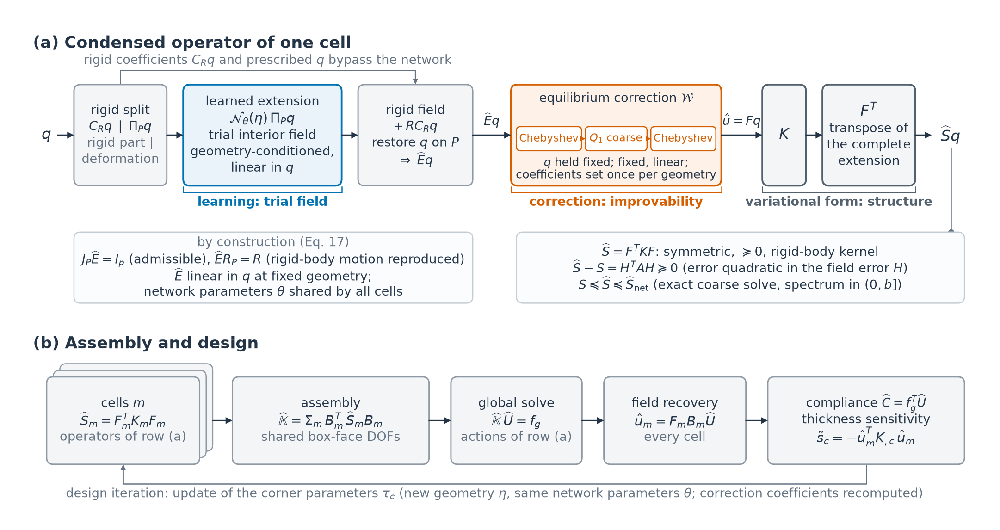 (a) Condensed operator of one cell
rigid coefficients C_R q and prescribed q bypass the network
q
rigid split
C_R q | Π_P q
rigid part |
deformation
learned extension
𝒩_θ(η) Π_P q
trial interior field
geometry-conditioned,
linear in q
learning: trial field
rigid field
+ R C_R q
restore q on P
⇒ Êq
Êq
equilibrium correction 𝒲
Chebyshev
Q₁ coarse
Chebyshev
q held fixed; fixed, linear;
coefficients set once per geometry
correction: improvability
û = Fq
K
F^T
transpose of
the complete
extension
variational form: structure
Ŝq
by construction (Eq. 17)
J_P Ê = I_p (admissible), Ê R_P = R (rigid-body motion reproduced)
Ê linear in q at fixed geometry;
network parameters θ shared by all cells
Ŝ = F^T K F: symmetric, ≽ 0, rigid-body kernel
Ŝ − S = H^T A H ≽ 0 (error quadratic in the field error H)
S ≼ Ŝ ≼ Ŝ_net (exact coarse solve, spectrum in (0, b])
(b) Assembly and design
cells m
Ŝ_m = F_m^T K_m F_m
operators of row (a)
assembly
𝕂̂ = Σ_m B_m^T Ŝ_m B_m
shared box-face DOFs
global solve
𝕂̂ Û = f_g
actions of row (a)
field recovery
û_m = F_m B_m Û
every cell
compliance Ĉ = f_g^T Û
thickness sensitivity
s̃_c = −û_m^T K_{,c} û_m
design iteration: update of the corner parameters τ_c (new geometry η, same network parameters θ; correction coefficients recomputed)